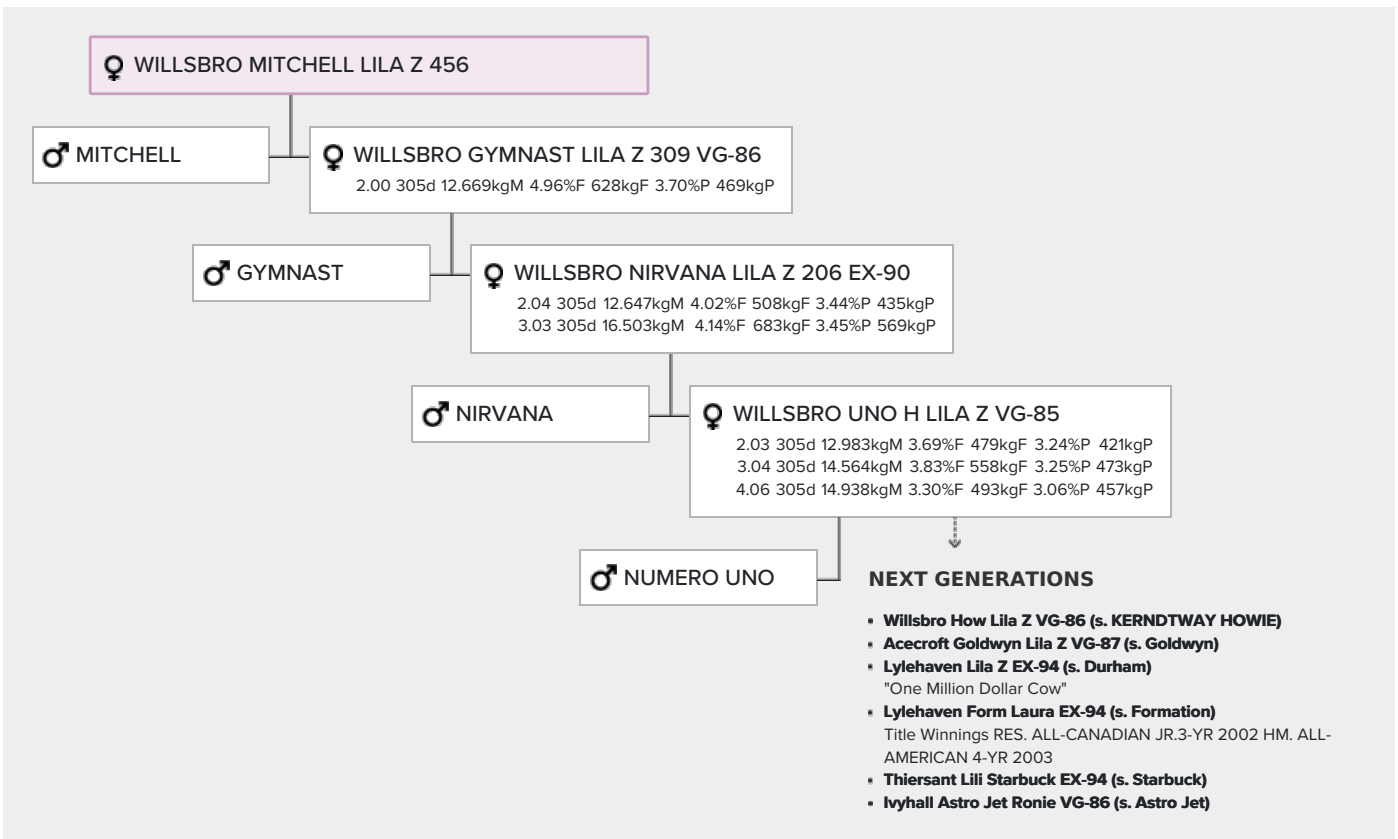 WILLSBRO MITCHELL LILA Z 456
MITCHELL
WILLSBRO GYMNAST LILA Z 309 VG-86
2.00 305d 12.669kgM 4.96%F 628kgF 3.70%P 469kgP
GYMNAST
WILLSBRO NIRVANA LILA Z 206 EX-90
2.04 305d 12.647kgM 4.02%F 508kgF 3.44%P 435kgP
3.03 305d 16.503kgM 4.14%F 683kgF 3.45%P 569kgP
NIRVANA
WILLSBRO UNO H LILA Z VG-85
2.03 305d 12.983kgM 3.69%F 479kgF 3.24%P 421kgP
3.04 305d 14.564kgM 3.83%F 558kgF 3.25%P 473kgP
4.06 305d 14.938kgM 3.30%F 493kgF 3.06%P 457kgP
NUMERO UNO
NEXT GENERATIONS
▪ Willsbro How Lila Z VG-86 (s. KERNDTWAY HOWIE)
▪ Acecroft Goldwyn Lila Z VG-87 (s. Goldwyn)
▪ Lylehaven Lila Z EX-94 (s. Durham)
"One Million Dollar Cow"
▪ Lylehaven Form Laura EX-94 (s. Formation)
Title Winnings RES. ALL-CANADIAN JR.3-YR 2002 HM. ALL-
AMERICAN 4-YR 2003
▪ Thiersant Lili Starbuck EX-94 (s. Starbuck)
▪ Ivyhall Astro Jet Ronie VG-86 (s. Astro Jet)